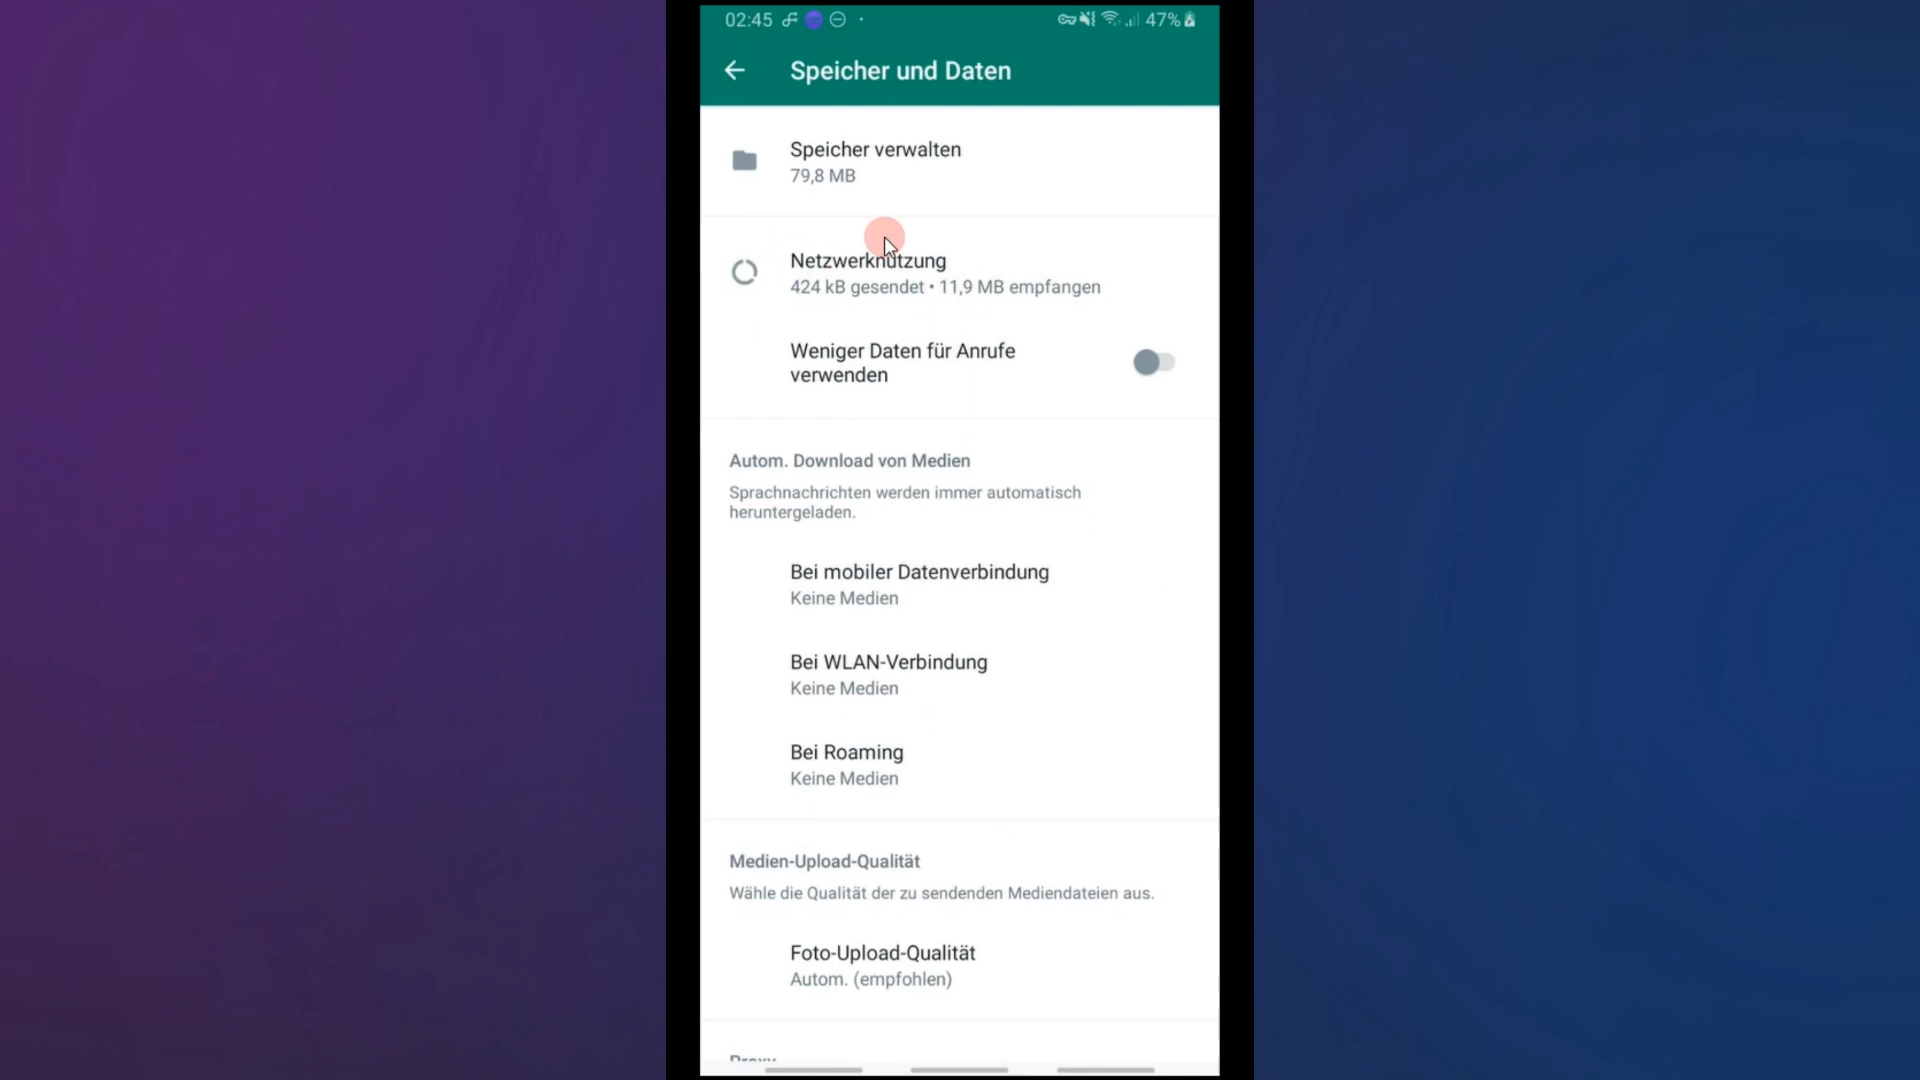 02:45
47%
Speicher und Daten
Speicher verwalten
79,8 MB
Netzwerknutzung
424 kB gesendet • 11,9 MB empfangen
Weniger Daten für Anrufe
verwenden
Autom. Download von Medien
Sprachnachrichten werden immer automatisch
heruntergeladen.
Bei mobiler Datenverbindung
Keine Medien
Bei WLAN-Verbindung
Keine Medien
Bei Roaming
Keine Medien
Medien-Upload-Qualität
Wähle die Qualität der zu sendenden Mediendateien aus.
Foto-Upload-Qualität
Autom. (empfohlen)
Proxy